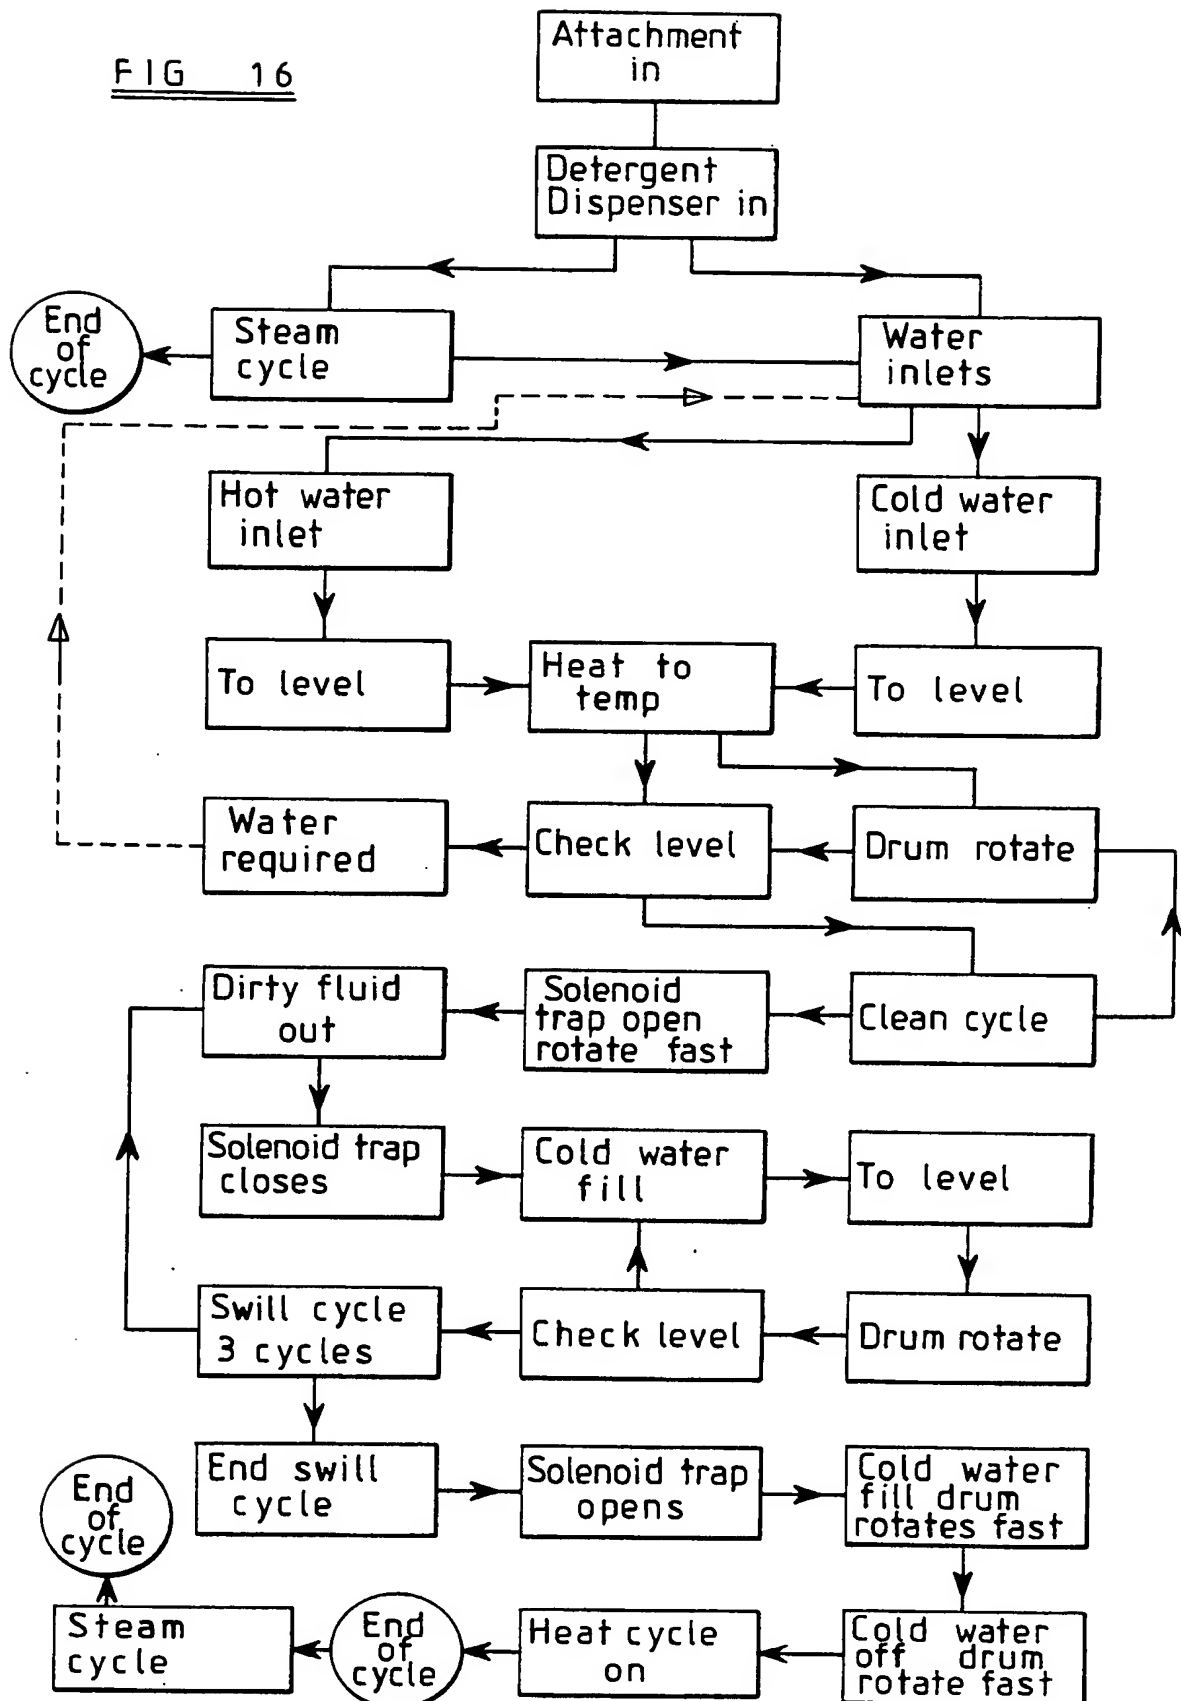 FIG 16
Attachment
in
Detergent
Dispenser in
End
of
cycle
Steam
cycle
Water
inlets
Hot water
inlet
Cold water
inlet
To level
Heat to
temp
To level
Water
required
Check level
Drum rotate
Dirty fluid
out
Solenoid
trap open
rotate fast
Clean cycle
Solenoid trap
closes
Cold water
fill
To level
Swill cycle
3 cycles
Check level
Drum rotate
End swill
cycle
Solenoid trap
opens
Cold water
fill drum
rotates fast
End
of
cycle
Steam
cycle
End
of
cycle
Heat cycle
on
Cold water
off drum
rotate fast